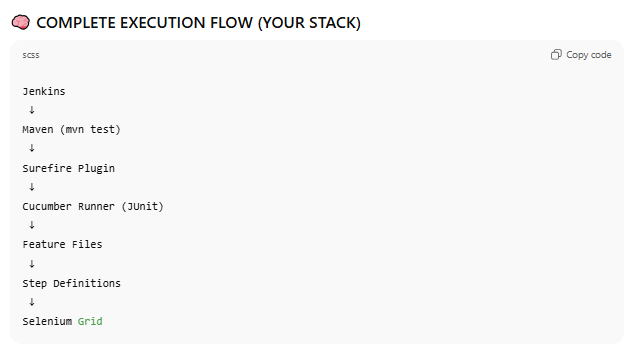 🧠 COMPLETE EXECUTION FLOW (YOUR STACK)
scss Copy code
Jenkins
↓
Maven (mvn test)
↓
Surefire Plugin
↓
Cucumber Runner (JUnit)
↓
Feature Files
↓
Step Definitions
↓
Selenium Grid